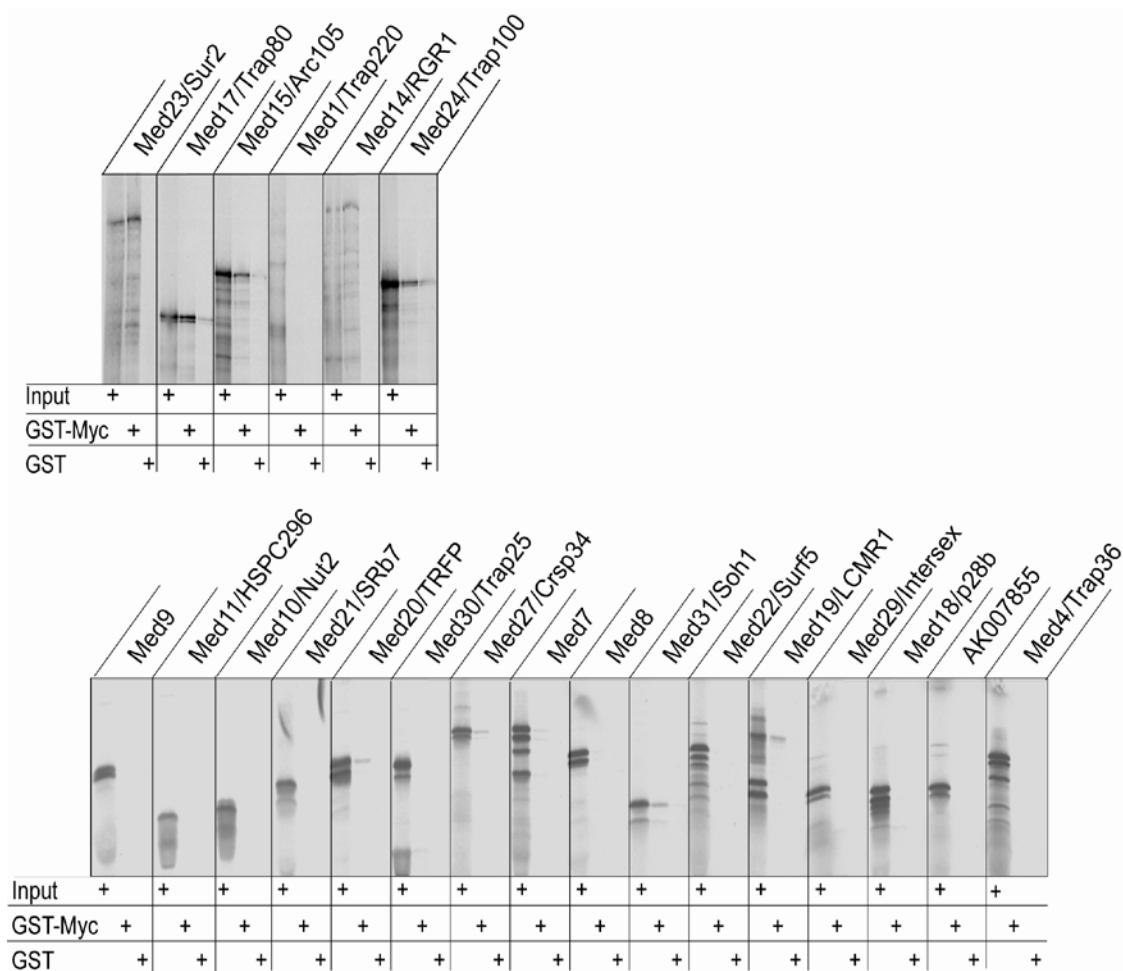 Med23/Sur2
Med17/Trap80
Med15/Arc105
Med1/Trap220
Med14/RGR1
Med24/Trap100
Input + + + + + +
GST-Myc + + + + + +
GST + + + + + +
Med9
Med11/HSPC296
Med10/Nut2
Med21/SRb7
Med20/TRFP
Med30/Trap25
Med27/Crsp34
Med7
Med8
Med31/Soh1
Med22/Surf5
Med19/LCMR1
Med29/Intersex
Med18/p28b
AK007855
Med4/Trap36
Input + + + + + + + + + + + + + + + +
GST-Myc + + + + + + + + + + + + + + + +
GST + + + + + + + + + + + + + + + +